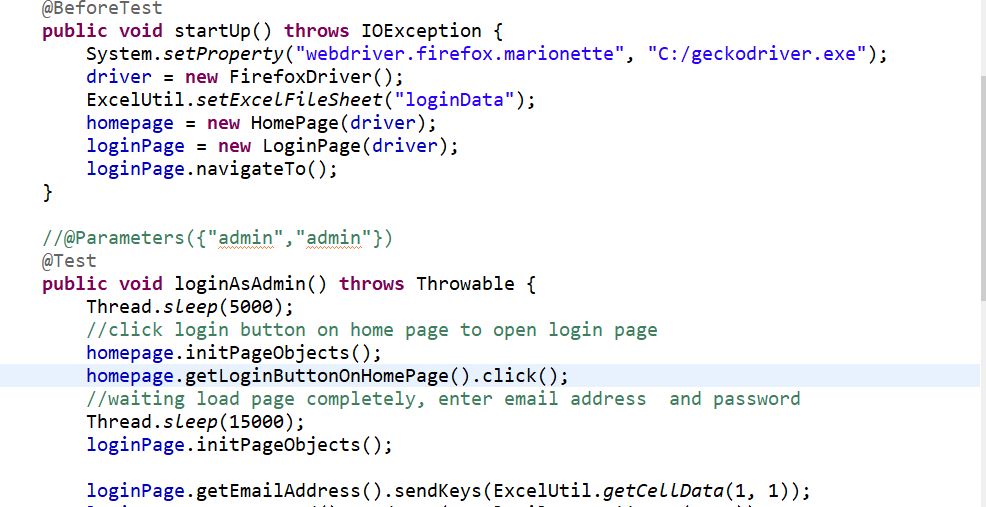 @BeforeTest
public void startUp() throws IOException {
System.setProperty("webdriver.firefox.marionette", "C:/geckodriver.exe");
driver = new FirefoxDriver();
ExcelUtil.setExcelFileSheet("loginData");
homepage = new HomePage(driver);
loginPage = new LoginPage(driver);
loginPage.navigateTo();
}
//@Parameters({"admin","admin"})
@Test
public void loginAsAdmin() throws Throwable {
Thread.sleep(5000);
//click login button on home page to open login page
homepage.initPageObjects();
homepage.getLoginButtonOnHomePage().click();
//waiting load page completely, enter email address  and password
Thread.sleep(15000);
loginPage.initPageObjects();
loginPage.getEmailAddress().sendKeys(ExcelUtil.getCellData(1, 1));